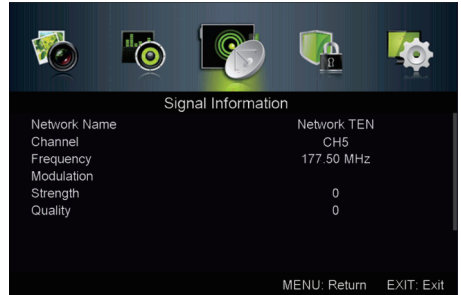 Signal Information
Network Name Network TEN
Channel CH5
Frequency 177.50 MHz
Modulation
Strength 0
Quality 0
MENU: Return EXIT: Exit